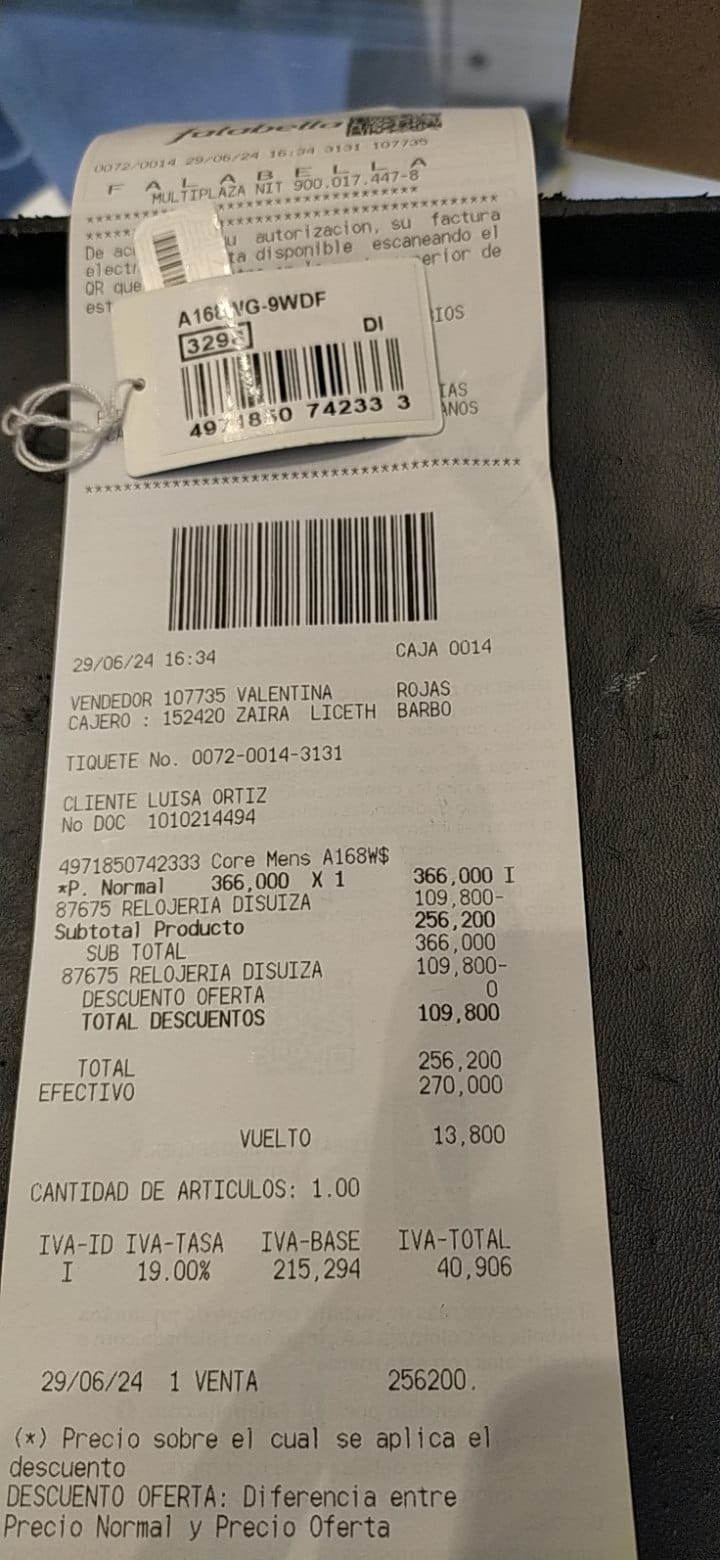 falabella
0072/0014 29/06/24 16:34 3131 107735
F A L A B E L L A
MULTIPLAZA NIT 900.017.447-8
****************************************
****************************************
De autorizacion, su factura
disponible escaneando el
QR que erior de
est
A168WG-9WDF
329
DI
4971850 74233 3
****************************************
29/06/24 16:34 CAJA 0014
VENDEDOR 107735 VALENTINA ROJAS
CAJERO : 152420 ZAIRA LICETH BARBO
TIQUETE No. 0072-0014-3131
CLIENTE LUISA ORTIZ
No DOC 1010214494
4971850742333 Core Mens A168W$
*P. Normal 366,000 X 1 366,000 I
87675 RELOJERIA DISUIZA 109,800-
Subtotal Producto 256,200
SUB TOTAL 366,000
87675 RELOJERIA DISUIZA 109,800-
DESCUENTO OFERTA 0
TOTAL DESCUENTOS 109,800
TOTAL 256,200
EFECTIVO 270,000
VUELTO 13,800
CANTIDAD DE ARTICULOS: 1.00
IVA-ID IVA-TASA IVA-BASE IVA-TOTAL
I 19.00% 215,294 40,906
29/06/24 1 VENTA 256200.
(*) Precio sobre el cual se aplica el
descuento
DESCUENTO OFERTA: Diferencia entre
Precio Normal y Precio Oferta